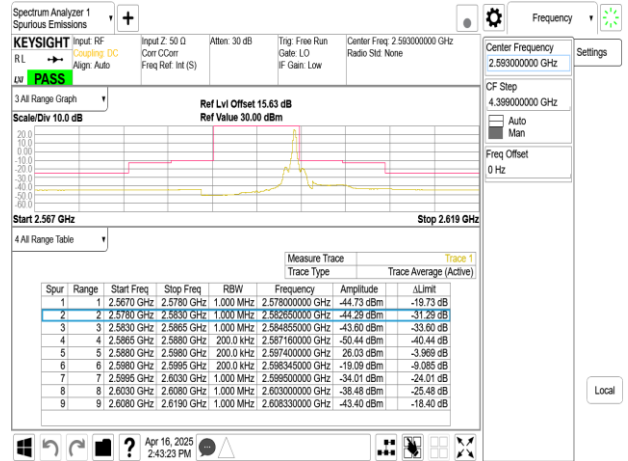 Spectrum Analyzer 1
Spurious Emissions
Frequency
KEYSIGHT Input: RF Input Z: 50 Ω Atten: 30 dB Trig: Free Run Center Freq: 2.593000000 GHz
RL Coupling: DC Corr CCorr Gate: LO Radio Std: None
Align: Auto Freq Ref: Int (S) IF Gain: Low
LXI PASS
Center Frequency
2.593000000 GHz
Settings
CF Step
4.399000000 GHz
Auto
Man
Freq Offset
0 Hz
3 All Range Graph
Ref Lvl Offset 15.63 dB
Scale/Div 10.0 dB Ref Value 30.00 dBm
20.0
10.0
0.00
-10.0
-20.0
-30.0
-40.0
-50.0
-60.0
Start 2.567 GHz Stop 2.619 GHz
4 All Range Table
Measure Trace Trace 1
Trace Type Trace Average (Active)
Spur Range Start Freq Stop Freq RBW Frequency Amplitude ΔLimit
1 1 2.5670 GHz 2.5780 GHz 1.000 MHz 2.578000000 GHz -44.73 dBm -19.73 dB
2 2 2.5780 GHz 2.5830 GHz 1.000 MHz 2.582650000 GHz -44.29 dBm -31.29 dB
3 3 2.5830 GHz 2.5865 GHz 1.000 MHz 2.584855000 GHz -43.60 dBm -33.60 dB
4 4 2.5865 GHz 2.5880 GHz 200.0 kHz 2.587160000 GHz -50.44 dBm -40.44 dB
5 5 2.5880 GHz 2.5980 GHz 200.0 kHz 2.597400000 GHz 26.03 dBm -3.969 dB
6 6 2.5980 GHz 2.5995 GHz 200.0 kHz 2.598345000 GHz -19.09 dBm -9.085 dB
7 7 2.5995 GHz 2.6030 GHz 1.000 MHz 2.599500000 GHz -34.01 dBm -24.01 dB
8 8 2.6030 GHz 2.6080 GHz 1.000 MHz 2.603000000 GHz -38.48 dBm -25.48 dB
9 9 2.6080 GHz 2.6190 GHz 1.000 MHz 2.608330000 GHz -43.40 dBm -18.40 dB
Local
Apr 16, 2025
2:43:23 PM